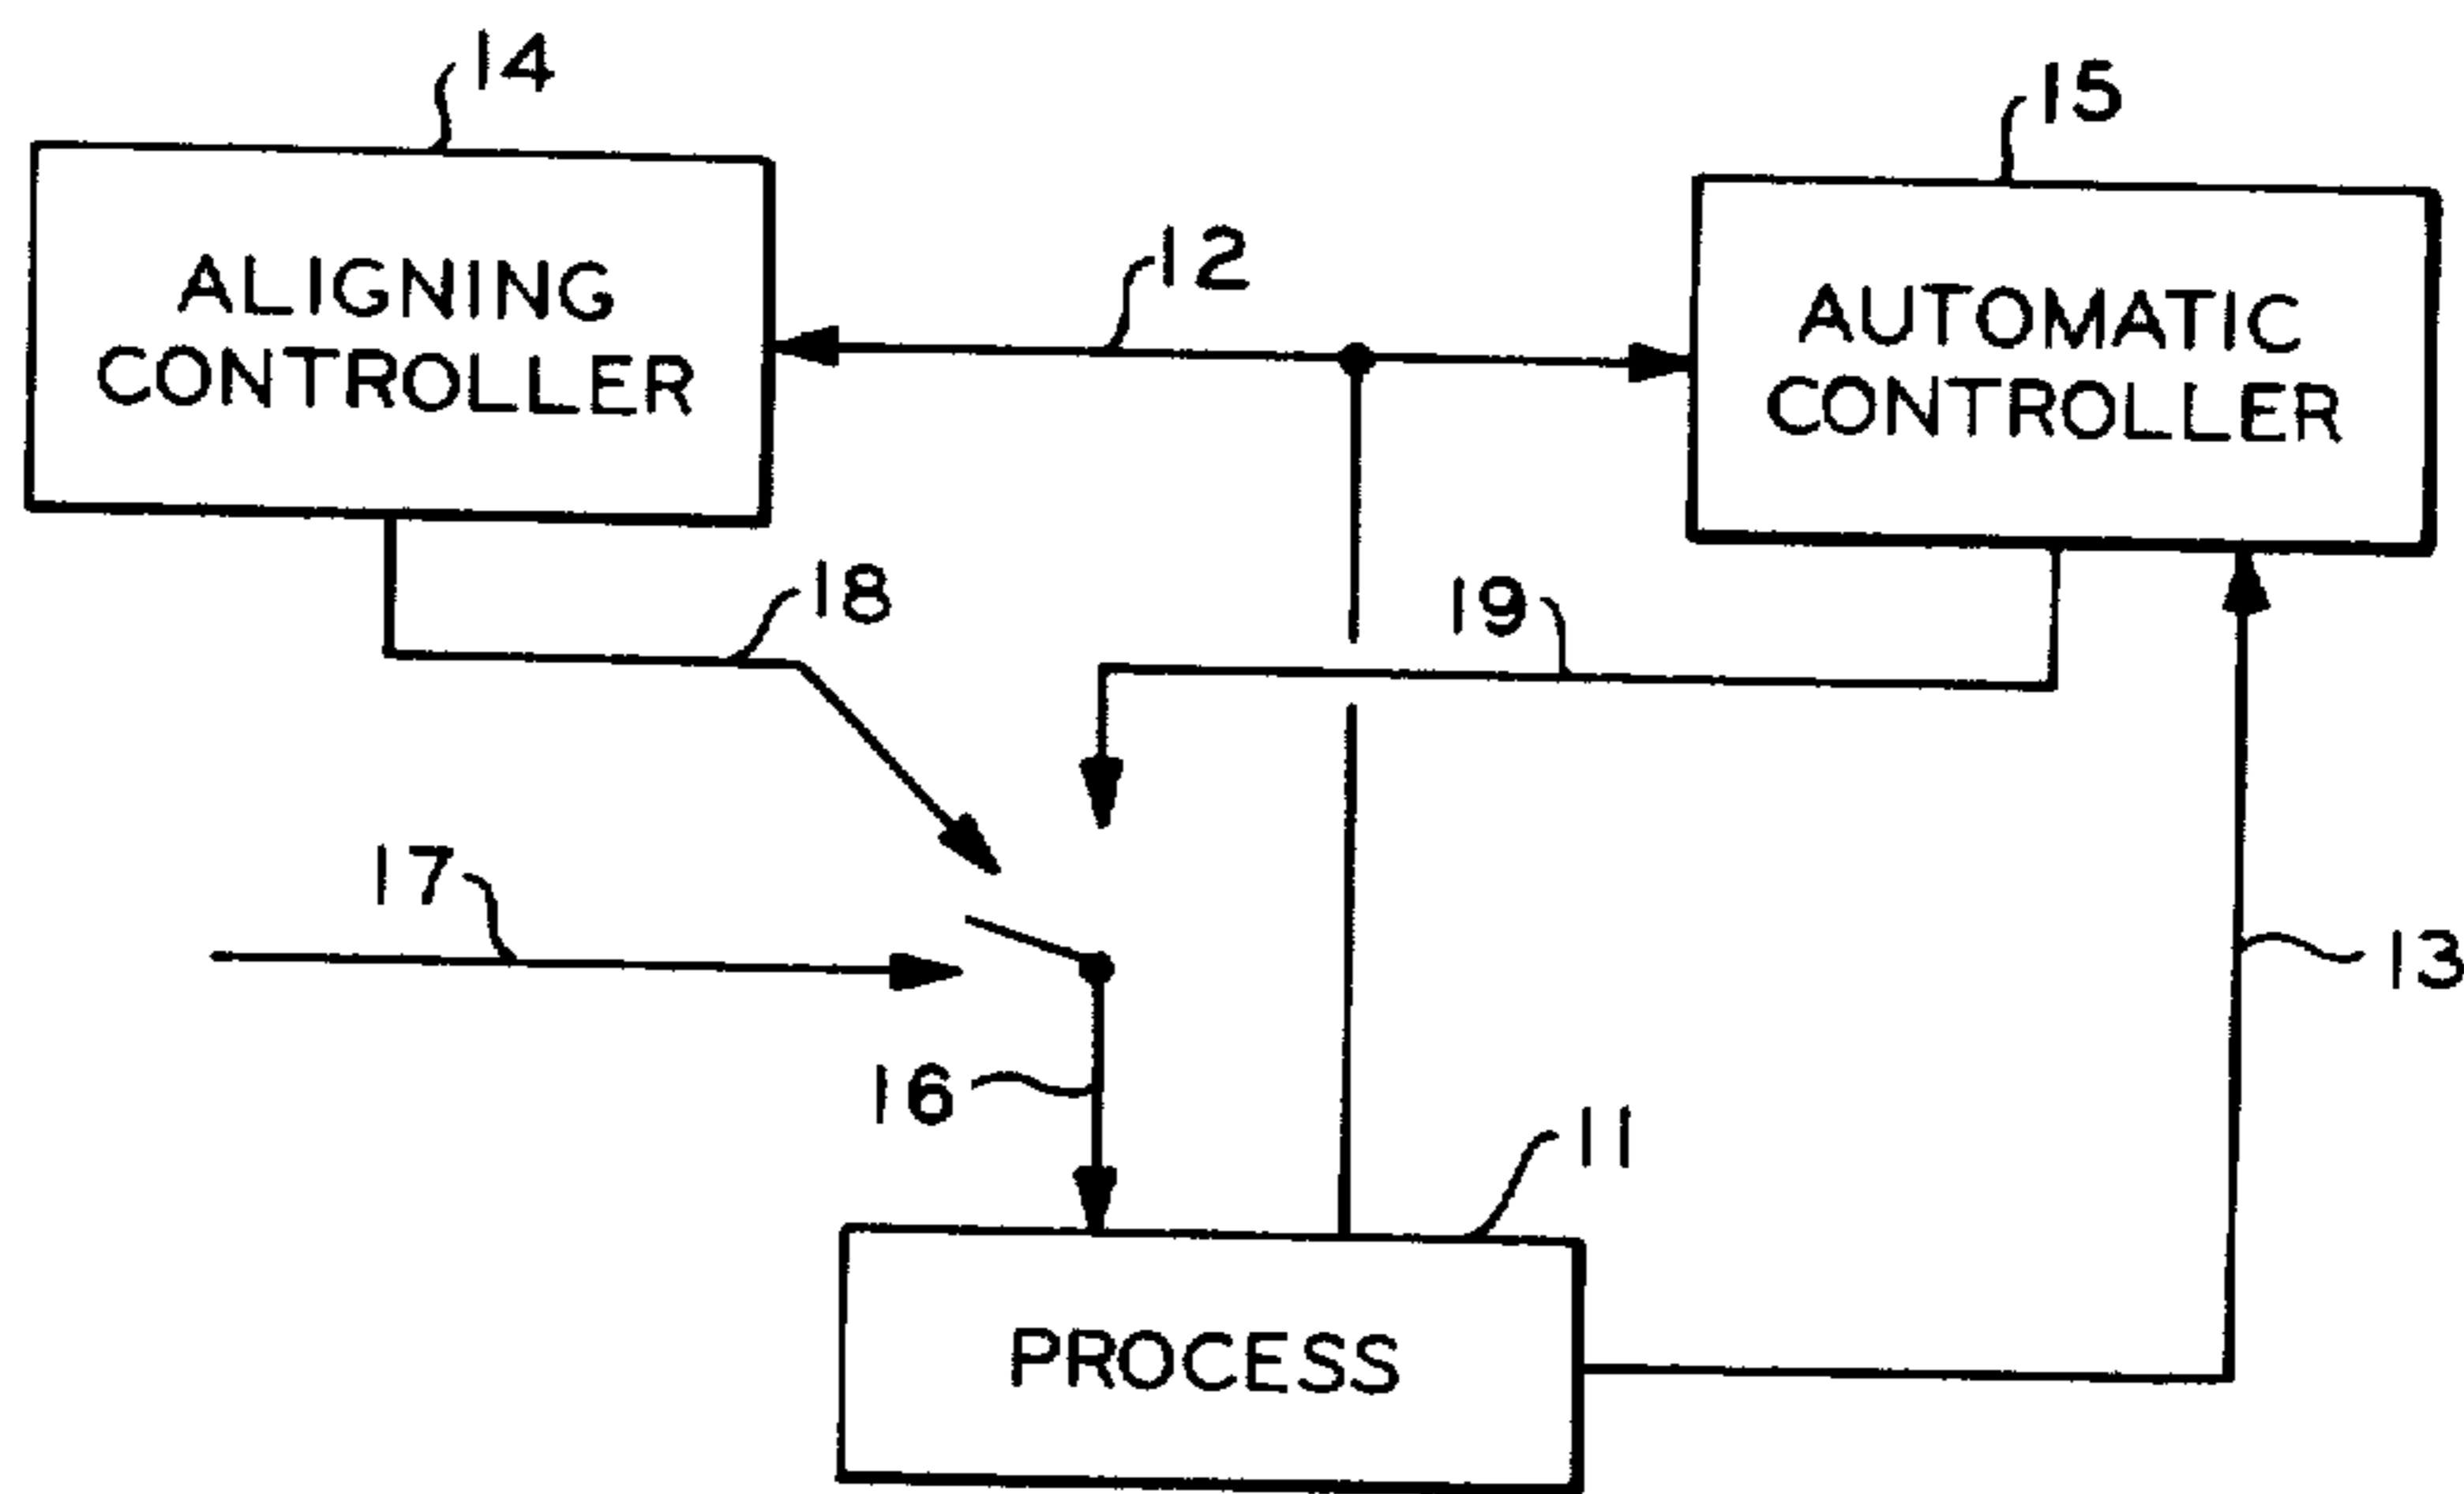 14
15
12
ALIGNING
CONTROLLER
AUTOMATIC
CONTROLLER
18
19
17
13
16
11
PROCESS